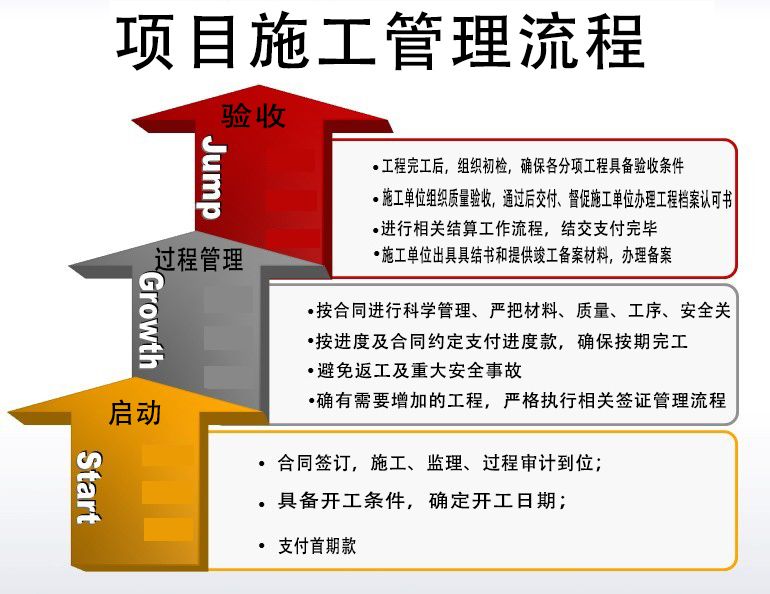 项目施工管理流程
验收
Jump
•工程完工后，组织初检，确保各分项工程具备验收条件
•施工单位组织质量验收，通过后交付、督促施工单位办理工程档案认可书
•进行相关结算工作流程，结交支付完毕
•施工单位出具具结书和提供竣工备案材料，办理备案
过程管理
Growth
•按合同进行科学管理、严把材料、质量、工序、安全关
•按进度及合同约定支付进度款，确保按期完工
•避免返工及重大安全事故
•确有需要增加的工程，严格执行相关签证管理流程
启动
Start
• 合同签订，施工、监理、过程审计到位；
• 具备开工条件，确定开工日期；
• 支付首期款